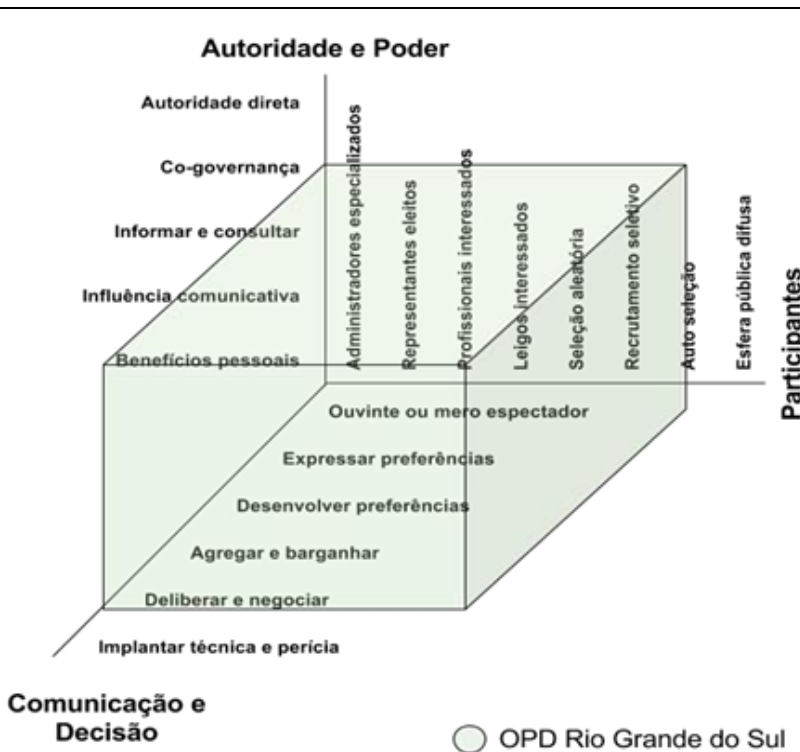 Autoridade e Poder
Autoridade direta
Co-governança
Informar e consultar
Influência comunicativa
Benefícios pessoais
Administradores especializados
Representantes eleitos
Profissionais interessados
Leigos interessados
Seleção aleatória
Recrutamento seletivo
Auto seleção
Esfera pública difusa
Participantes
Ouvinte ou mero espectador
Expressar preferências
Desenvolver preferências
Agregar e barganhar
Deliberar e negociar
Implantar técnica e perícia
Comunicação e
Decisão
OPD Rio Grande do Sul